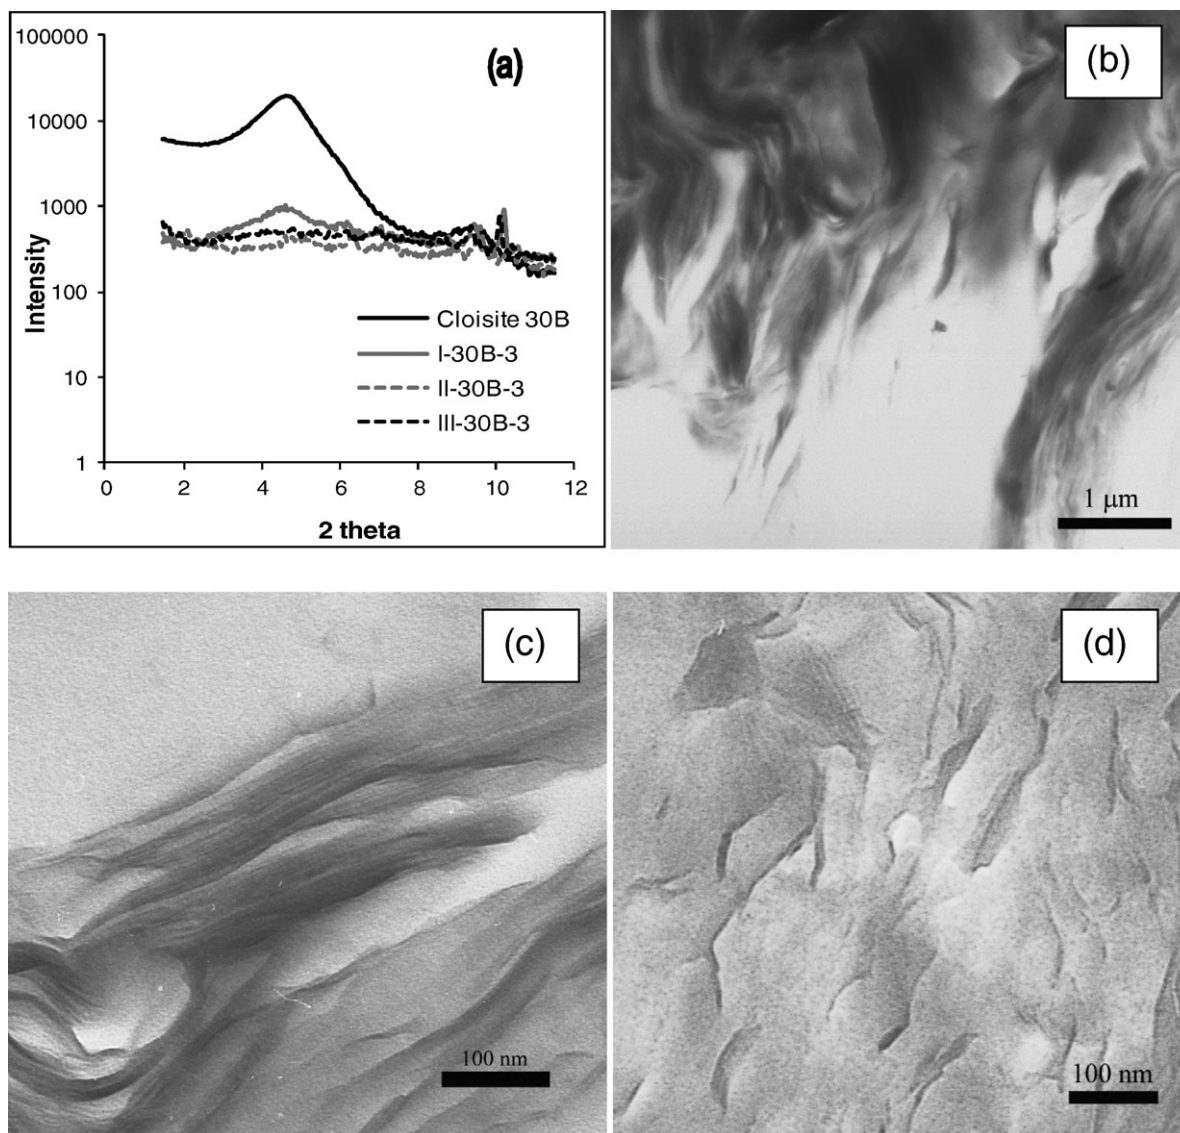 (a)
100000
10000
1000
100
10
1
Intensity
Cloisite 30B
I-30B-3
II-30B-3
III-30B-3
0 2 4 6 8 10 12
2 theta
(b)
1 μm
(c)
100 nm
(d)
100 nm